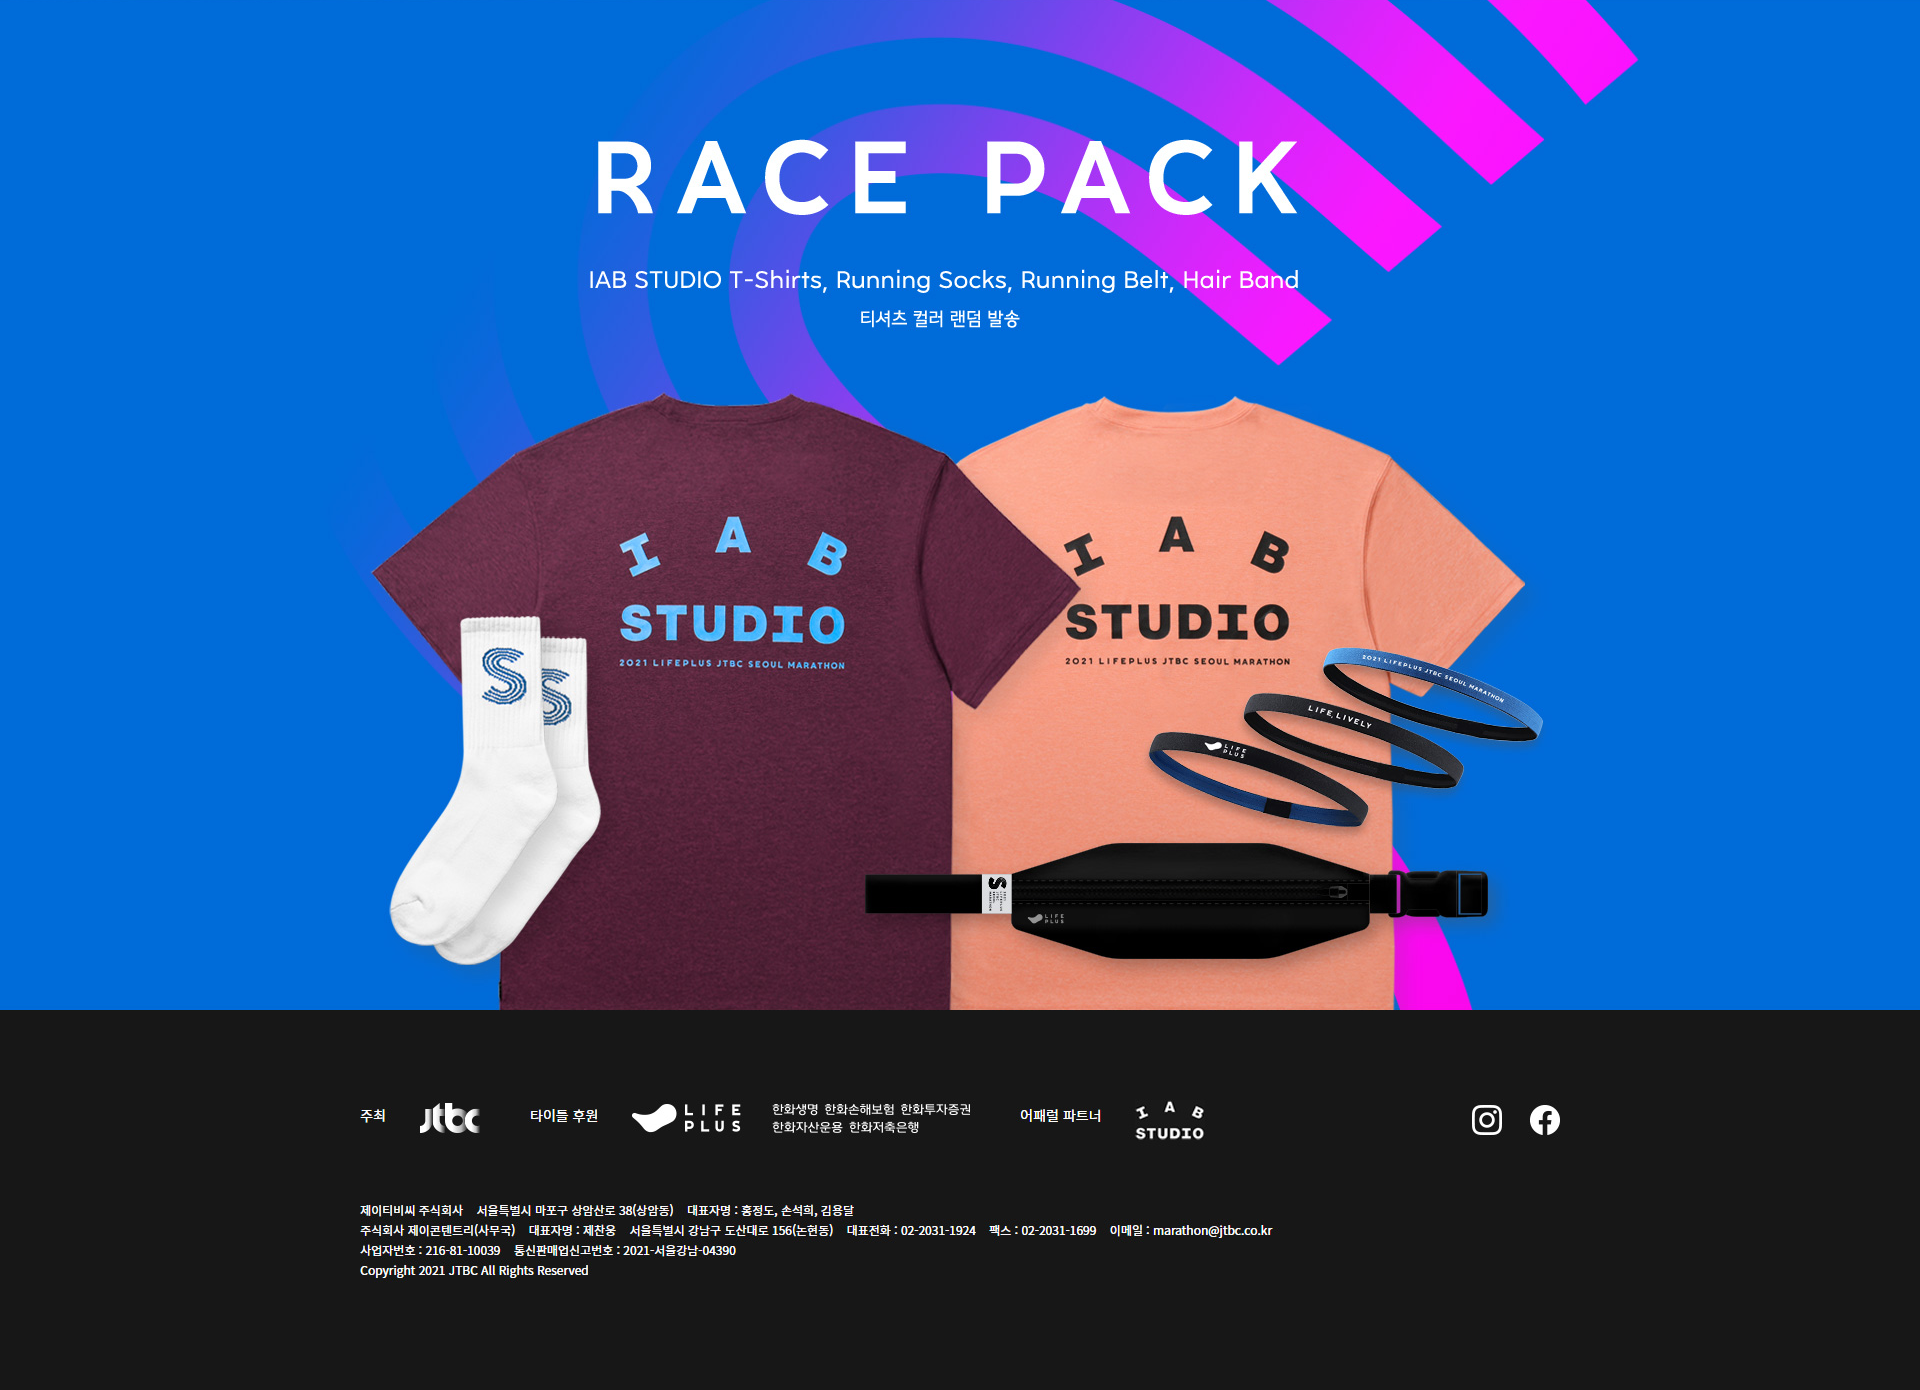 RACE PACK
IAB STUDIO T-Shirts, Running Socks, Running Belt, Hair Band
티셔츠 컬러 랜덤 발송
I A B
STUDIO
2021 LIFEPLUS JTBC SEOUL MARATHON
I A B
STUDIO
2021 LIFEPLUS JTBC SEOUL MARATHON
S
S
2021 LIFEPLUS JTBC SEOUL MARATHON
LIFE, LIVELY
LIFE
PLUS
S
LIFE
PLUS
주최
jtbc
타이틀 후원
LIFE
PLUS
한화생명 한화손해보험 한화투자증권
한화자산운용 한화저축은행
어패럴 파트너
I A B
STUDIO
제이티비씨 주식회사 서울특별시 마포구 상암산로 38(상암동) 대표자명 : 홍정도, 손석희, 김용달
주식회사 제이콘텐트리(사무국) 대표자명 : 제찬웅 서울특별시 강남구 도산대로 156(논현동) 대표전화 : 02-2031-1924 팩스 : 02-2031-1699 이메일 : marathon@jtbc.co.kr
사업자번호 : 216-81-10039 통신판매업신고번호 : 2021-서울강남-04390
Copyright 2021 JTBC All Rights Reserved